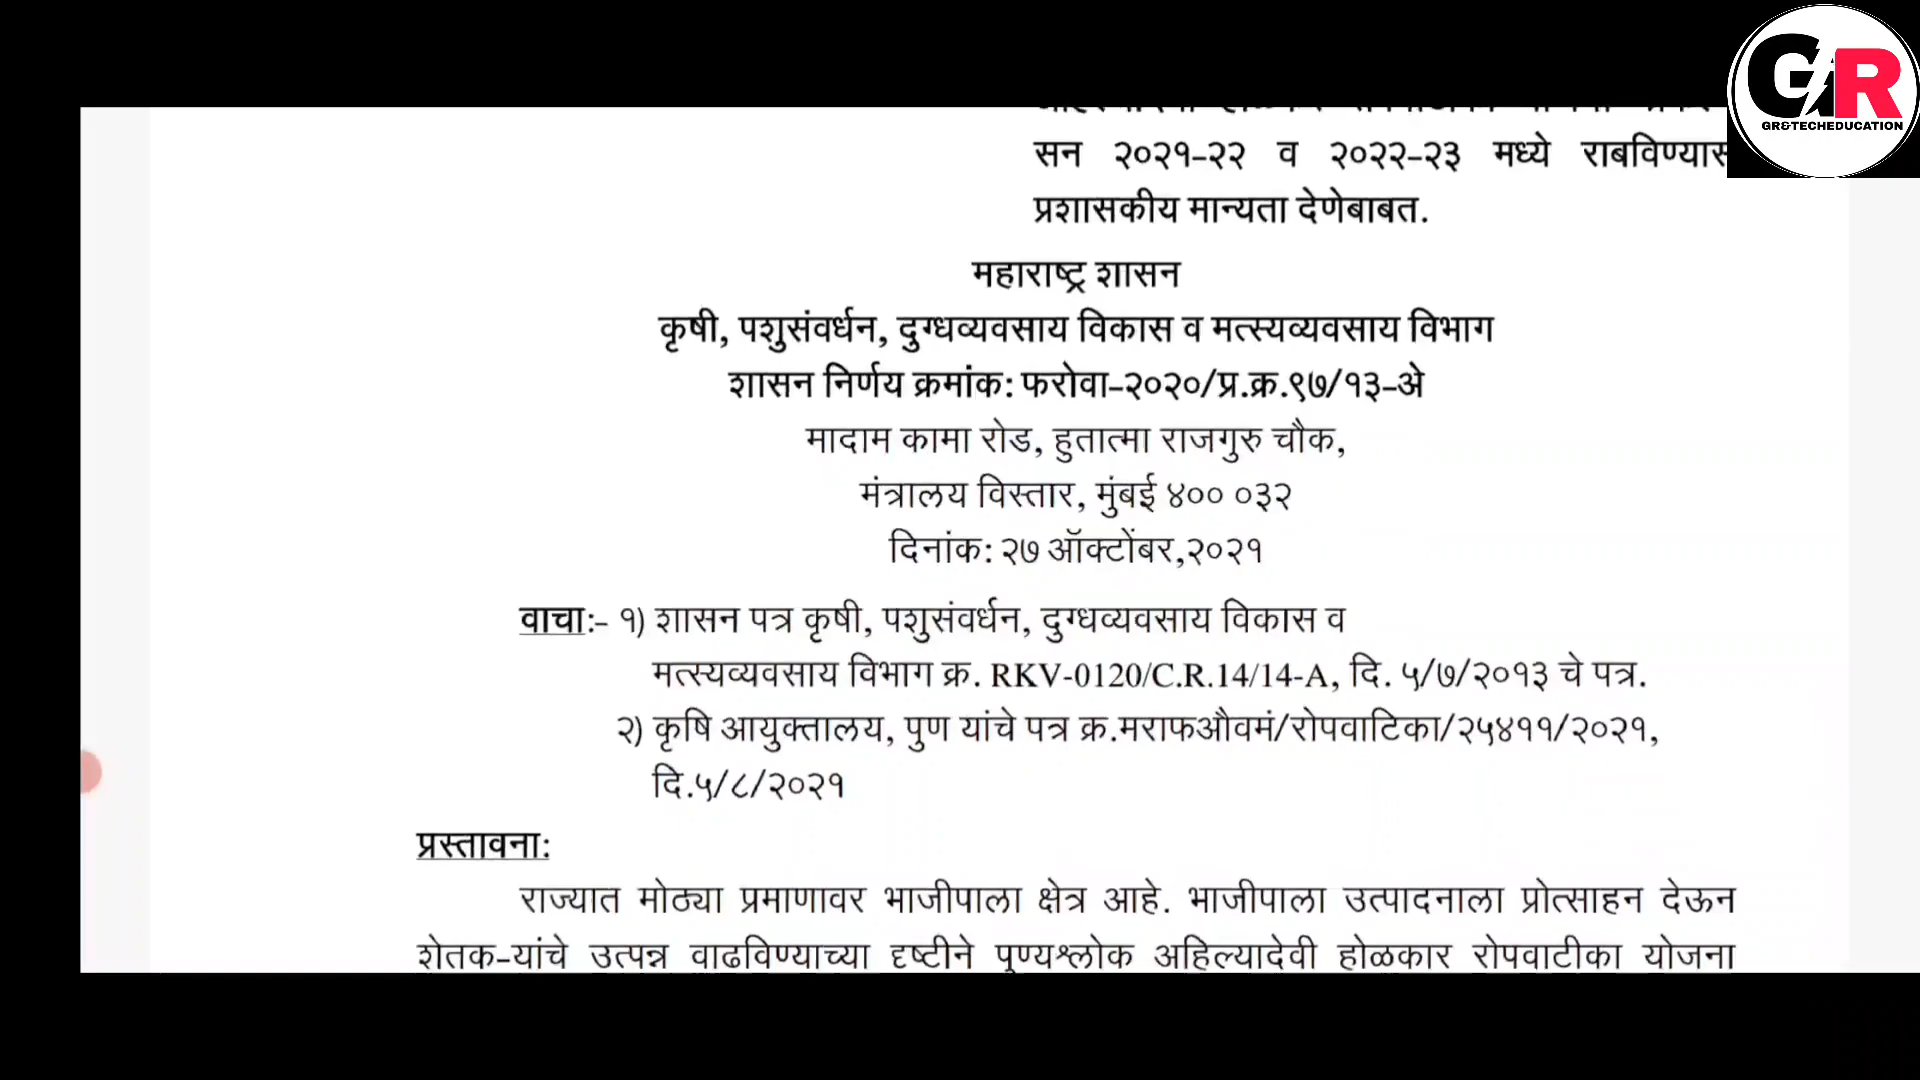 सन २०२१-२२ व २०२२-२३ मध्ये राबविण्यास
प्रशासकीय मान्यता देणेबाबत.
महाराष्ट्र शासन
कृषी, पशुसंवर्धन, दुग्धव्यवसाय विकास व मत्स्यव्यवसाय विभाग
शासन निर्णय क्रमांक: फरोवा-२०२०/प्र.क्र.९७/१३-अे
मादाम कामा रोड, हुतात्मा राजगुरु चौक,
मंत्रालय विस्तार, मुंबई ४०० ०३२
दिनांक: २७ ऑक्टोंबर,२०२१
वाचा:- १) शासन पत्र कृषी, पशुसंवर्धन, दुग्धव्यवसाय विकास व
मत्स्यव्यवसाय विभाग क्र. RKV-0120/C.R.14/14-A, दि. ५/७/२०१३ चे पत्र.
२) कृषि आयुक्तालय, पुण यांचे पत्र क्र.मराफऔवमं/रोपवाटिका/२५४११/२०२१,
दि.५/८/२०२१
प्रस्तावना:
राज्यात मोठ्या प्रमाणावर भाजीपाला क्षेत्र आहे. भाजीपाला उत्पादनाला प्रोत्साहन देऊन
शेतक-यांचे उत्पन्न वाढविण्याच्या दृष्टीने पुण्यश्लोक अहिल्यादेवी होळकार रोपवाटीका योजना
GR
GR&TECHEDUCATION